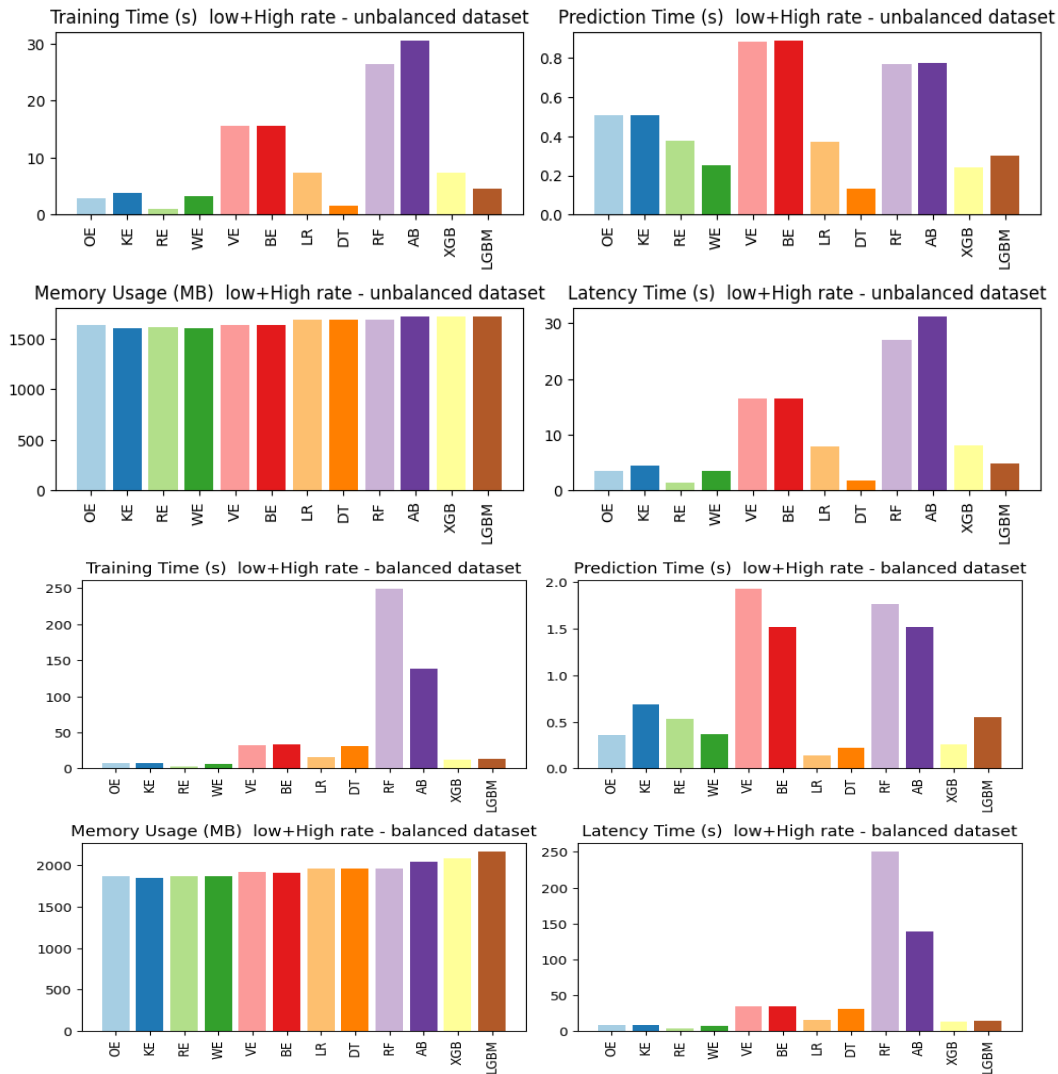 Training Time (s)  low+High rate - unbalanced dataset
30
20
10
0
OE KE RE WE VE BE LR DT RF AB XGB LGBM
Prediction Time (s)  low+High rate - unbalanced dataset
0.8
0.6
0.4
0.2
0.0
OE KE RE WE VE BE LR DT RF AB XGB LGBM
Memory Usage (MB)  low+High rate - unbalanced dataset
1500
1000
500
0
OE KE RE WE VE BE LR DT RF AB XGB LGBM
Latency Time (s)  low+High rate - unbalanced dataset
30
20
10
0
OE KE RE WE VE BE LR DT RF AB XGB LGBM
Training Time (s)  low+High rate - balanced dataset
250
200
150
100
50
0
OE KE RE WE VE BE LR DT RF AB XGB LGBM
Prediction Time (s)  low+High rate - balanced dataset
2.0
1.5
1.0
0.5
0.0
OE KE RE WE VE BE LR DT RF AB XGB LGBM
Memory Usage (MB)  low+High rate - balanced dataset
2000
1750
1500
1250
1000
750
500
250
0
OE KE RE WE VE BE LR DT RF AB XGB LGBM
Latency Time (s)  low+High rate - balanced dataset
250
200
150
100
50
0
OE KE RE WE VE BE LR DT RF AB XGB LGBM